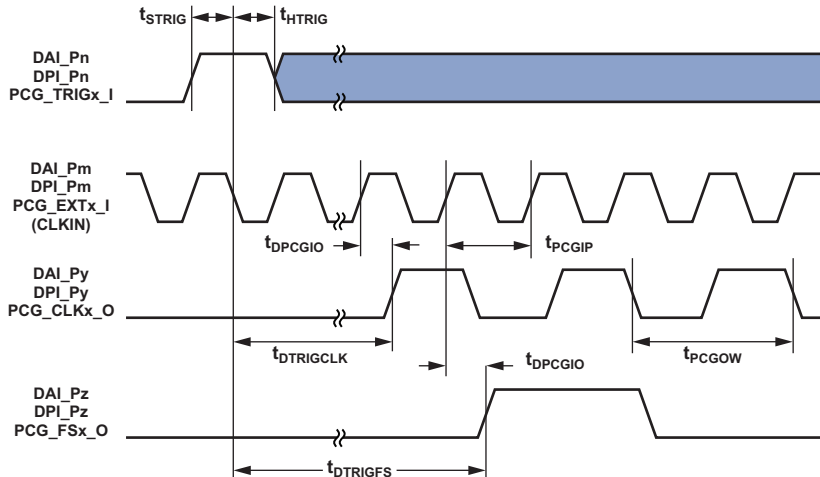 tSTRIG
tHTRIG
DAI_Pn
DPI_Pn
PCG_TRIGx_I
DAI_Pm
DPI_Pm
PCG_EXTx_I
(CLKIN)
tDPCGIO
tPCGIP
DAI_Py
DPI_Py
PCG_CLKx_O
tDTRIGCLK
tDPCGIO
tPCGOW
DAI_Pz
DPI_Pz
PCG_FSx_O
tDTRIGFS